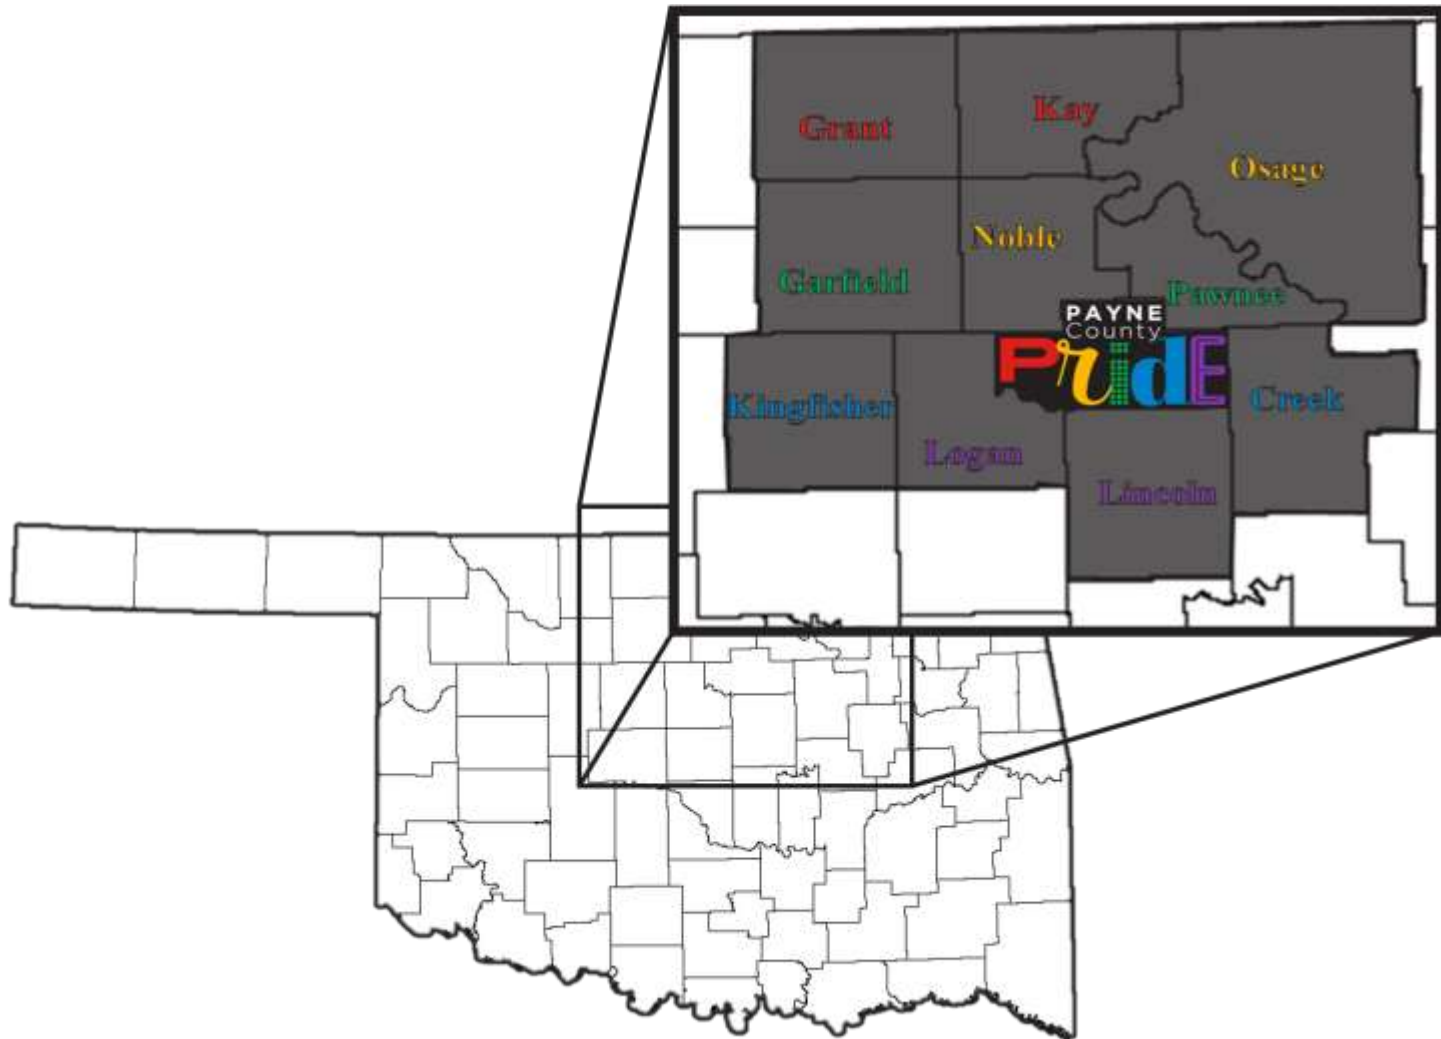 Grant
Kay
Osage
Noble
Garfield
Pawnee
PAYNE
County
PridE
Kingfisher
Creek
Logan
Lincoln